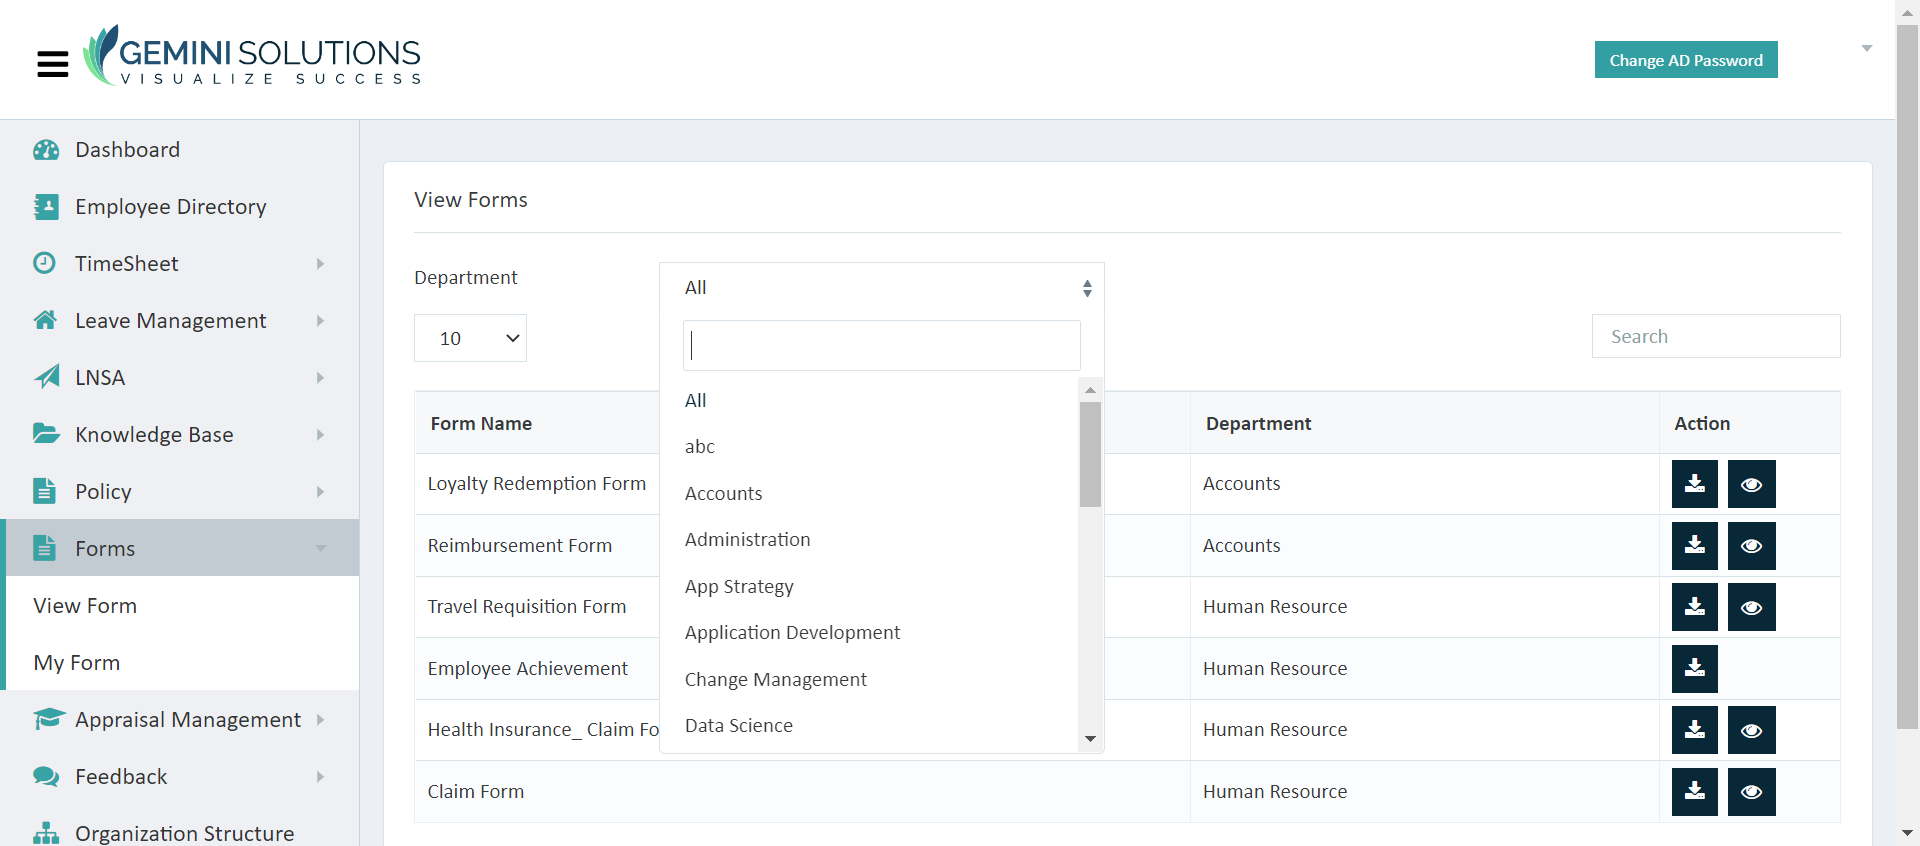 GEMINI SOLUTIONS
VISUALIZE SUCCESS
Change AD Password
Dashboard
Employee Directory
TimeSheet
Leave Management
LNSA
Knowledge Base
Policy
Forms
View Form
My Form
Appraisal Management
Feedback
Organization Structure
View Forms
Department
All
10
Search
All
abc
Accounts
Administration
App Strategy
Application Development
Change Management
Data Science
Form Name Department Action
Loyalty Redemption Form Accounts
Reimbursement Form Accounts
Travel Requisition Form Human Resource
Employee Achievement Human Resource
Health Insurance_ Claim Fo Human Resource
Claim Form Human Resource